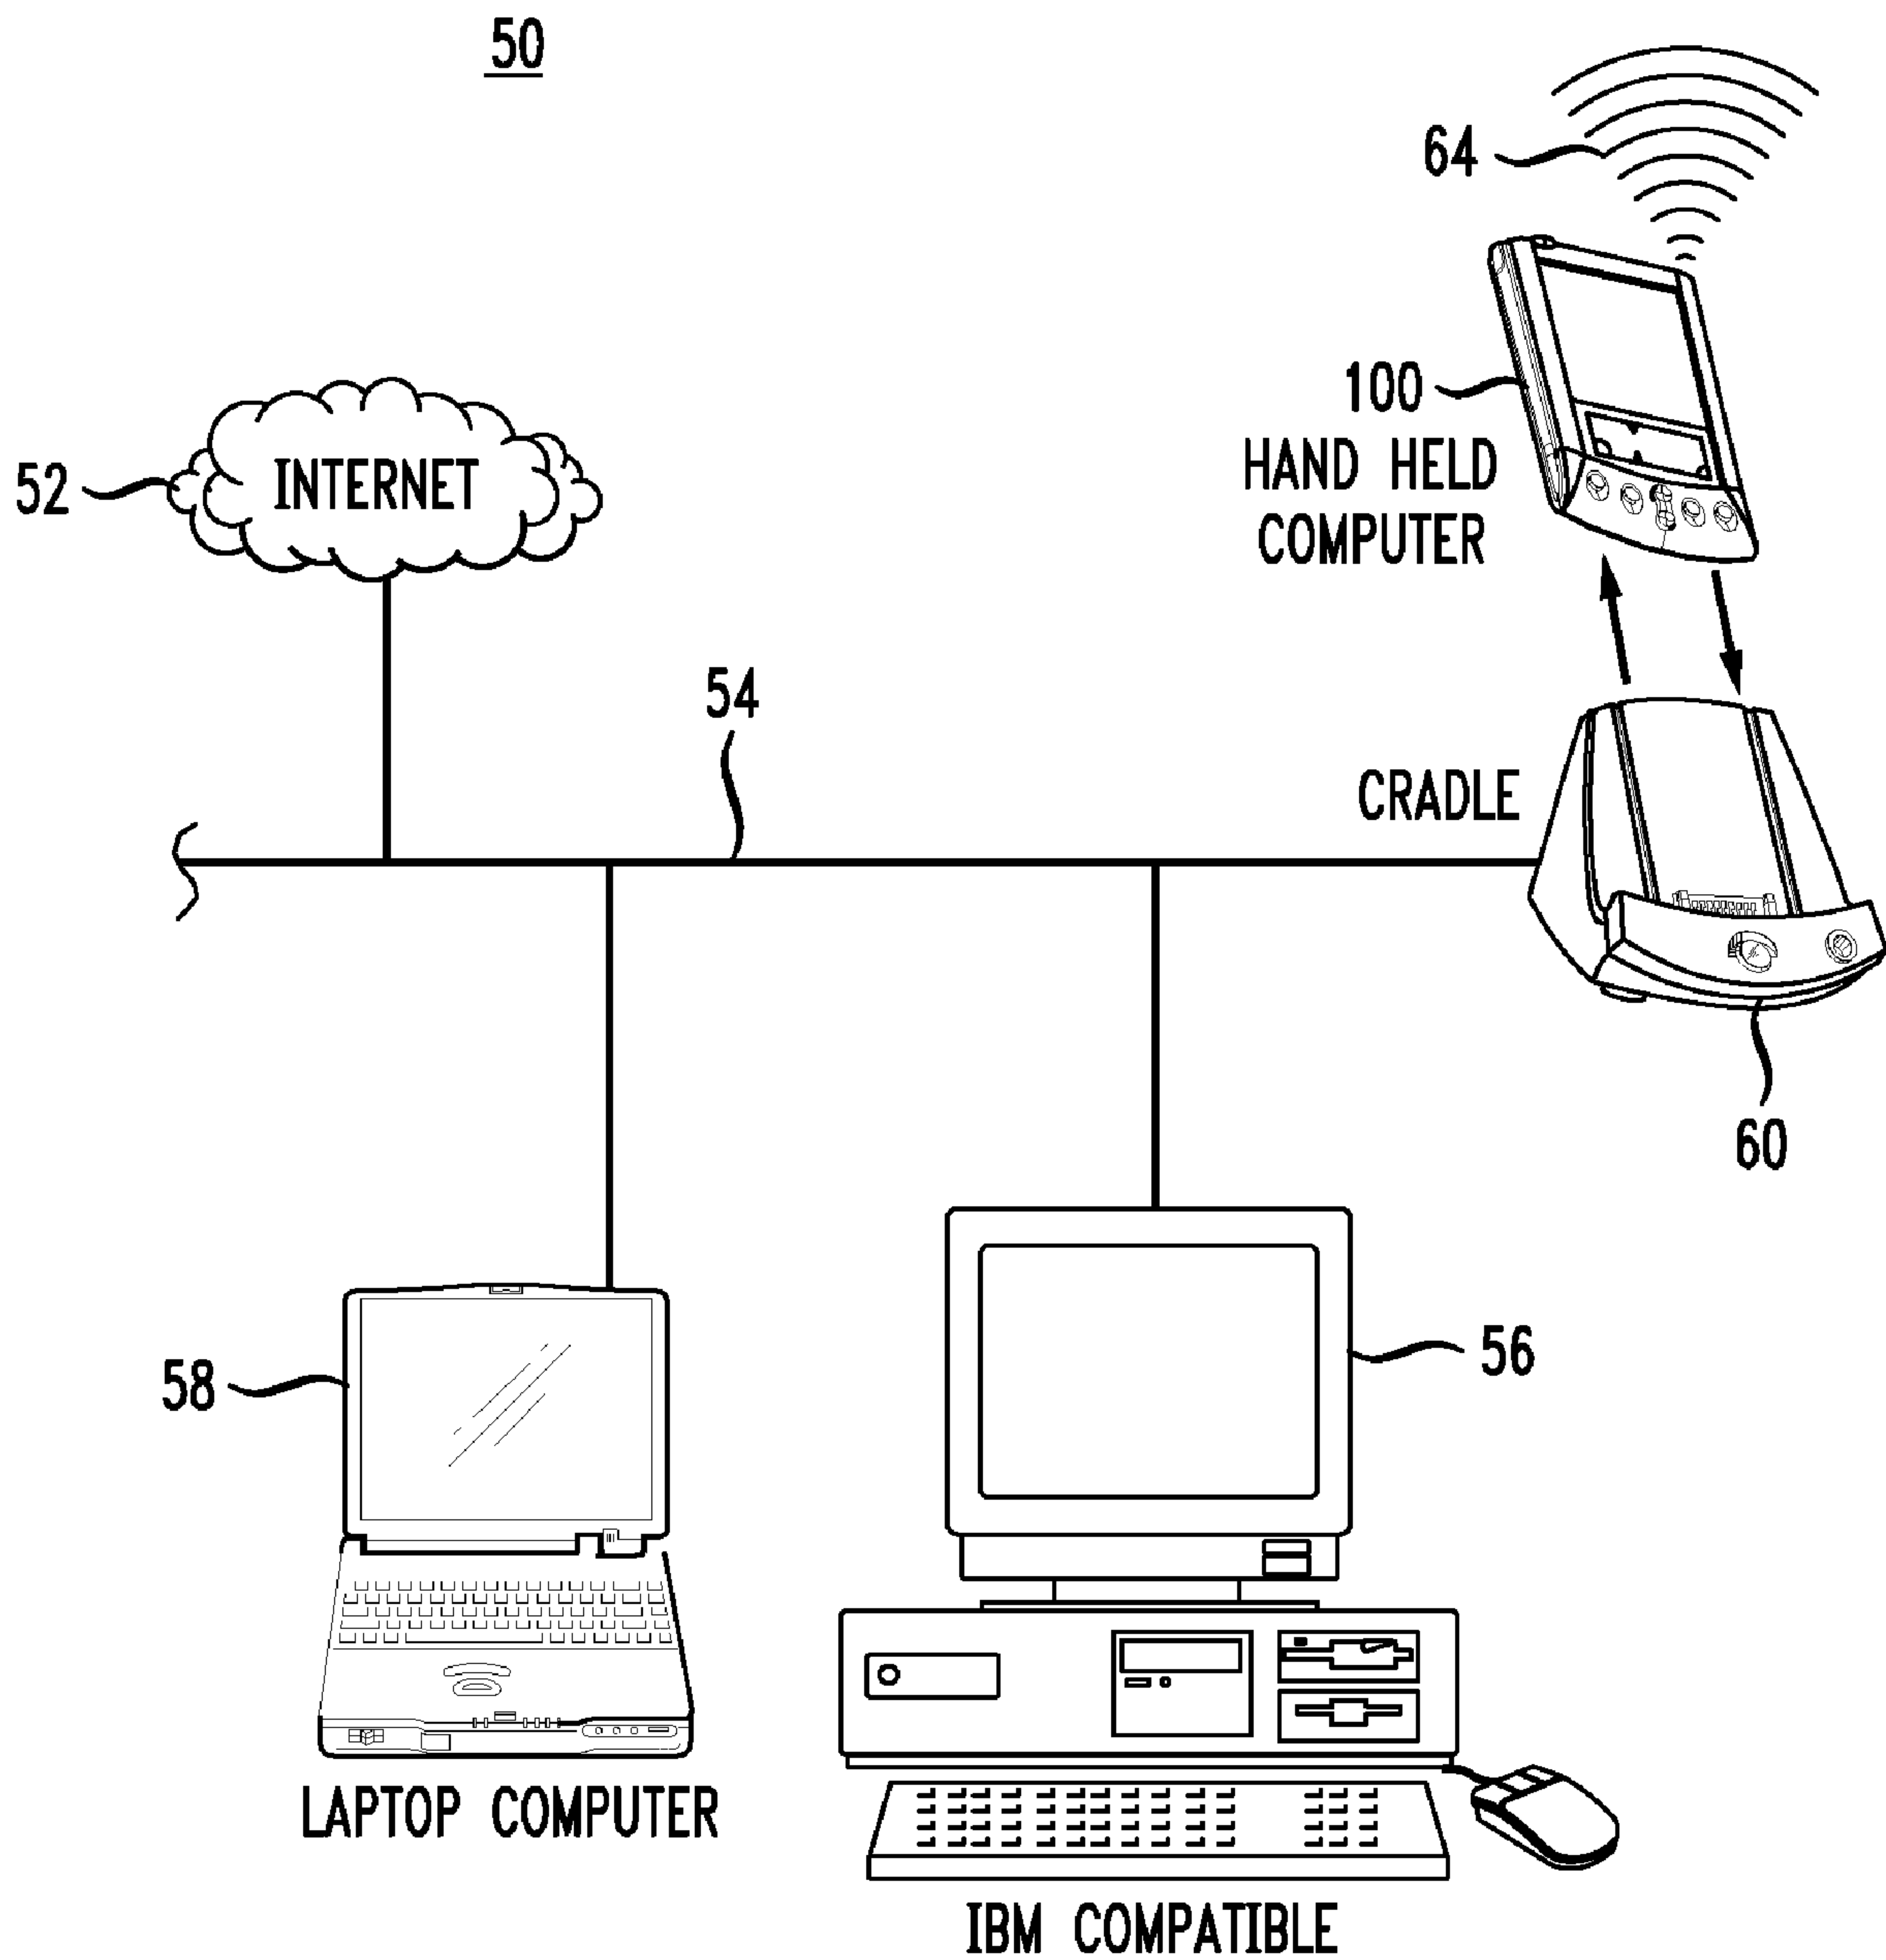 50
64
100
HAND HELD
COMPUTER
INTERNET
52
54
CRADLE
60
56
58
LAPTOP COMPUTER
IBM COMPATIBLE